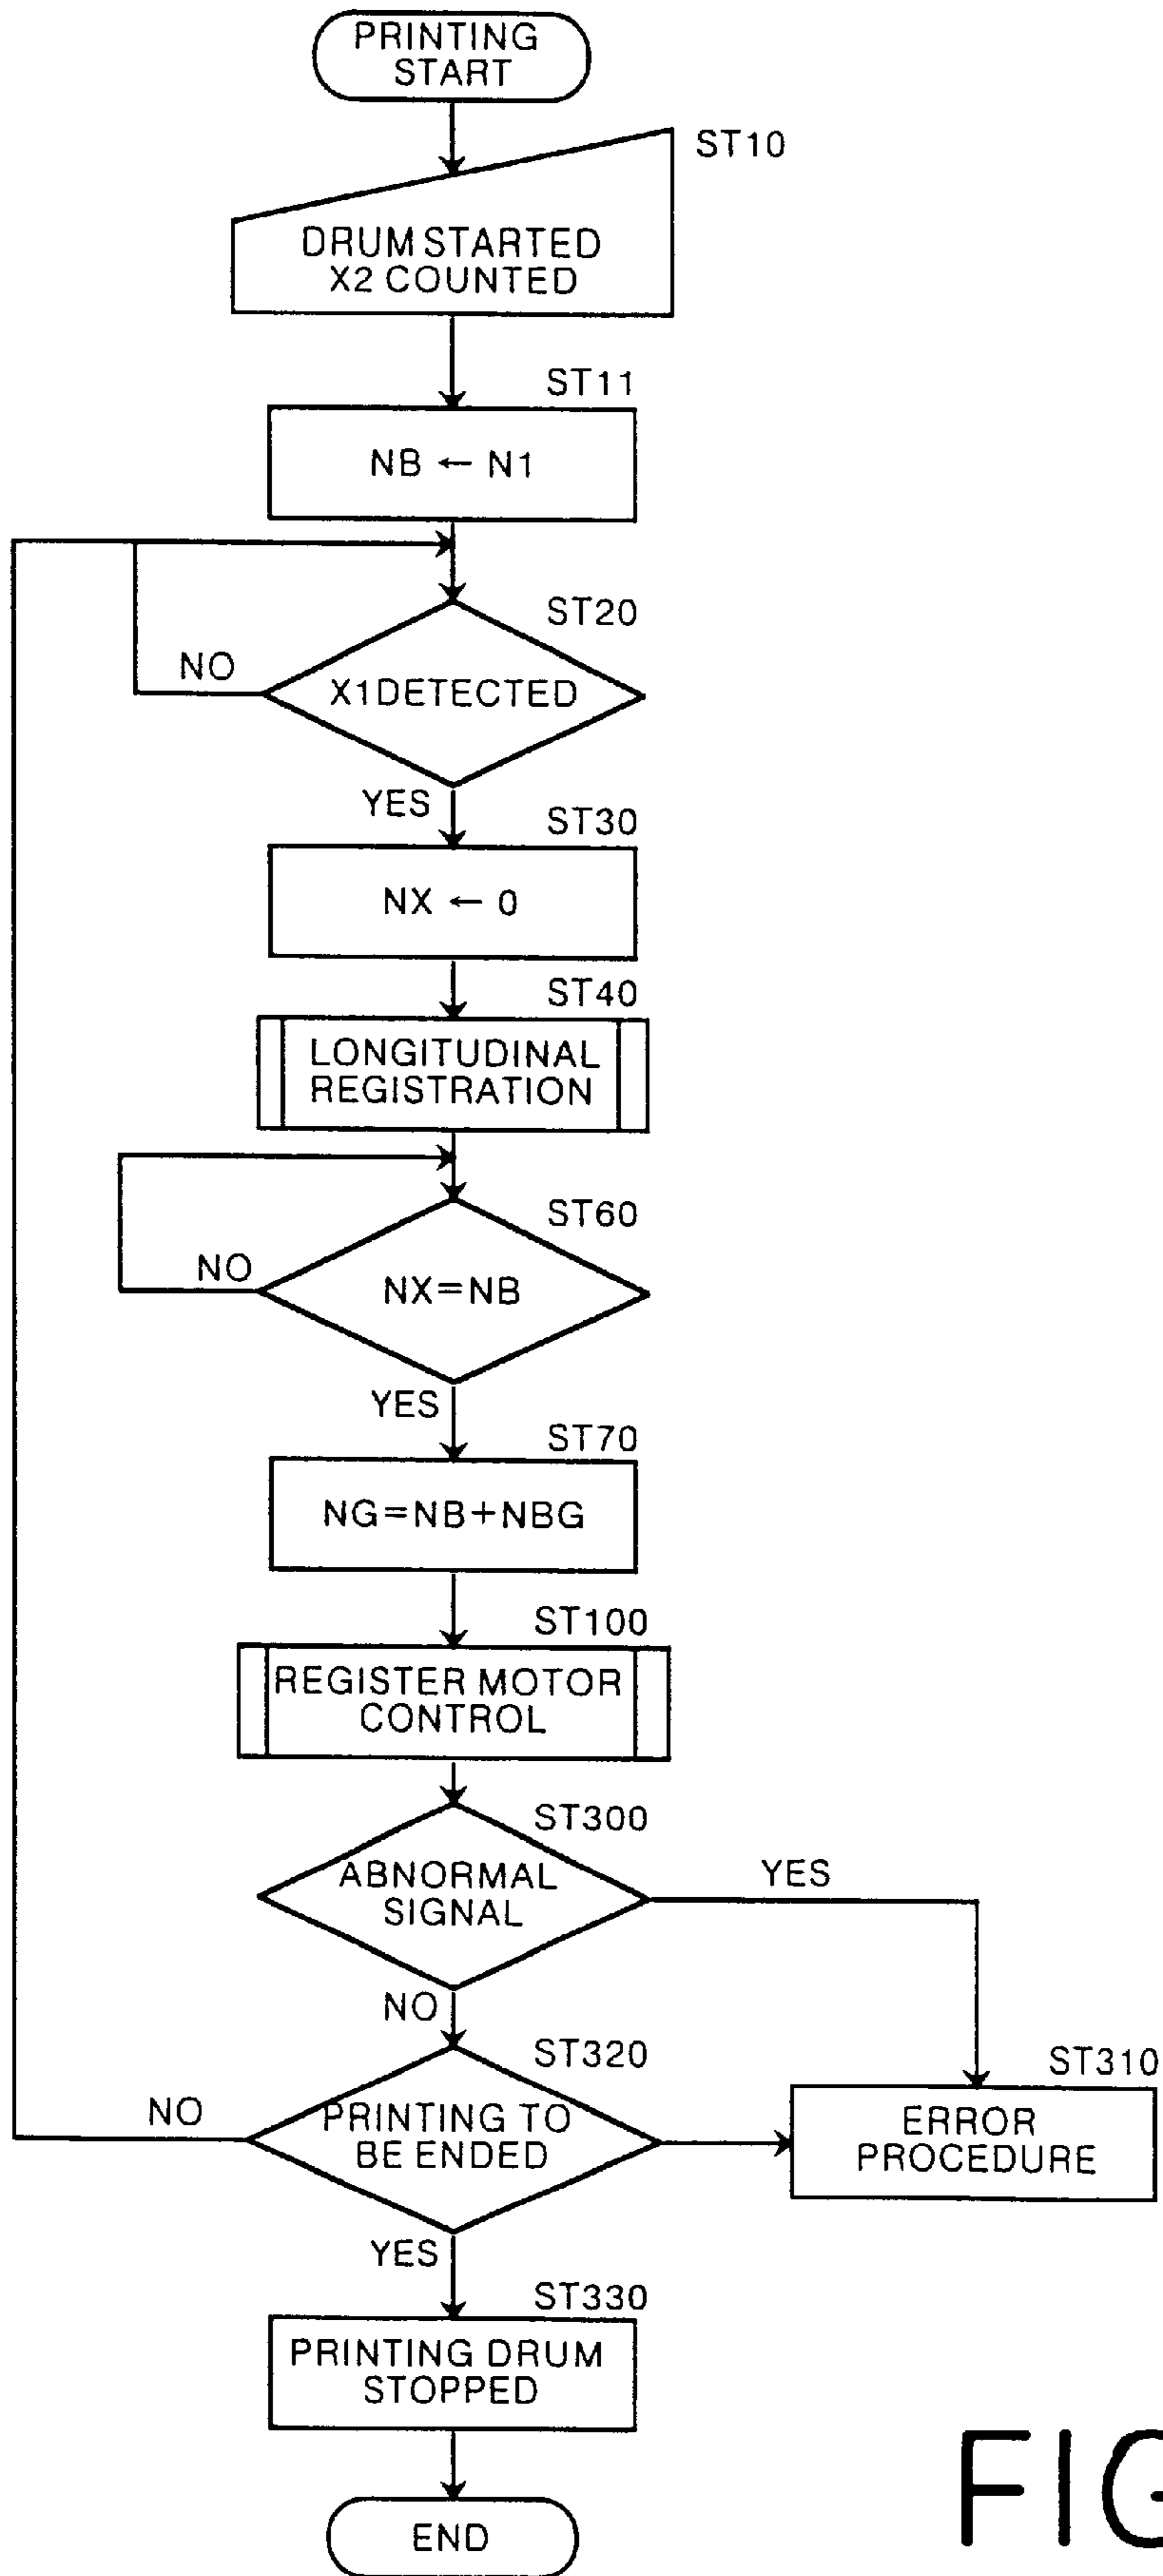 PRINTING
START
ST10
DRUM STARTED
X2 COUNTED
ST11
NB ← N1
ST20
NO
X1 DETECTED
YES
ST30
NX ← 0
ST40
LONGITUDINAL
REGISTRATION
ST60
NO
NX=NB
YES
ST70
NG=NB+NBG
ST100
REGISTER MOTOR
CONTROL
ST300
ABNORMAL
SIGNAL
YES
NO
ST320
ST310
NO
PRINTING TO
BE ENDED
ERROR
PROCEDURE
YES
ST330
PRINTING DRUM
STOPPED
END
FIG